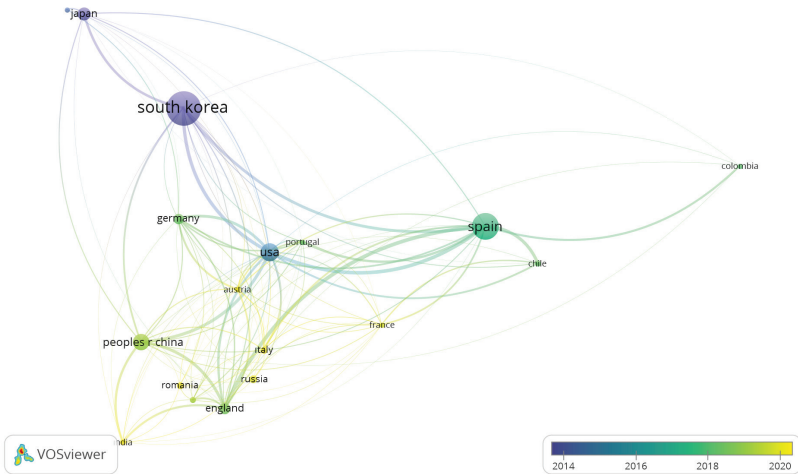 japan
south korea
colombia
germany
spain
portugal
usa
chile
austria
france
peoples r china
italy
russia
romania
england
india
VOSviewer
2014 2016 2018 2020